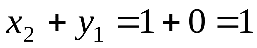 x₂ + y₁ =1+0 =1